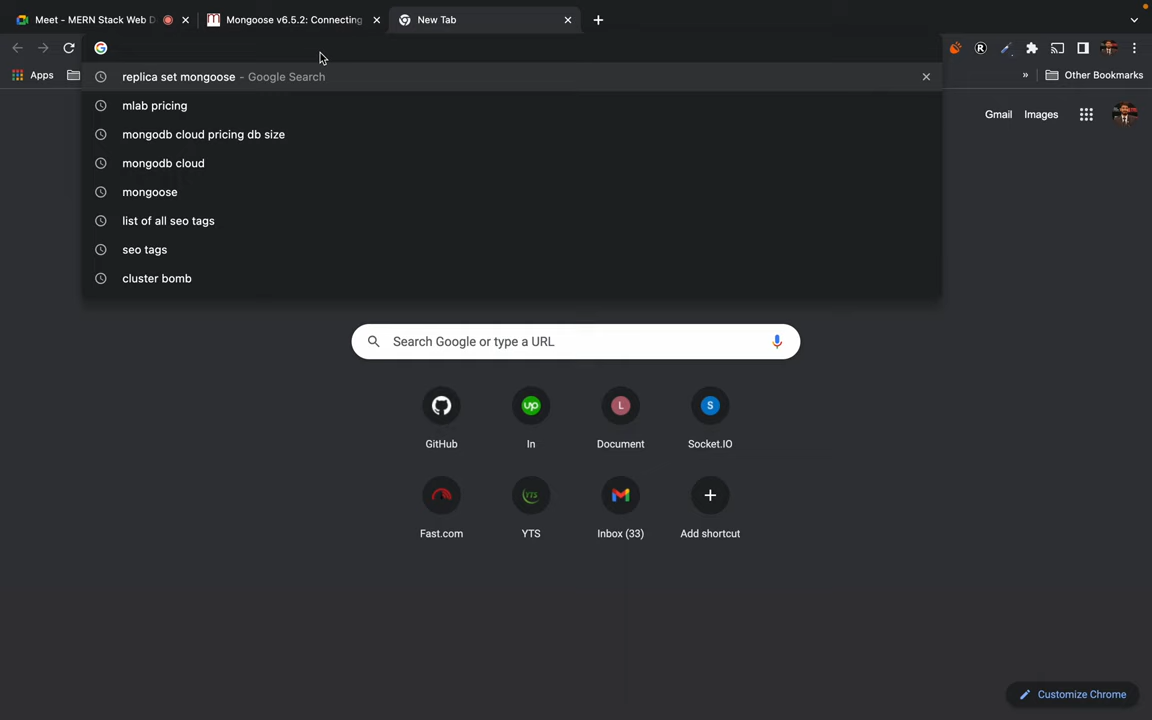 Meet - MERN Stack Web D
Mongoose v6.5.2: Connecting
New Tab
Apps
Other Bookmarks
replica set mongoose - Google Search
mlab pricing
mongodb cloud pricing db size
mongodb cloud
mongoose
list of all seo tags
seo tags
cluster bomb
Gmail Images
Search Google or type a URL
GitHub In Document Socket.IO
Fast.com YTS Inbox (33) Add shortcut
Customize Chrome